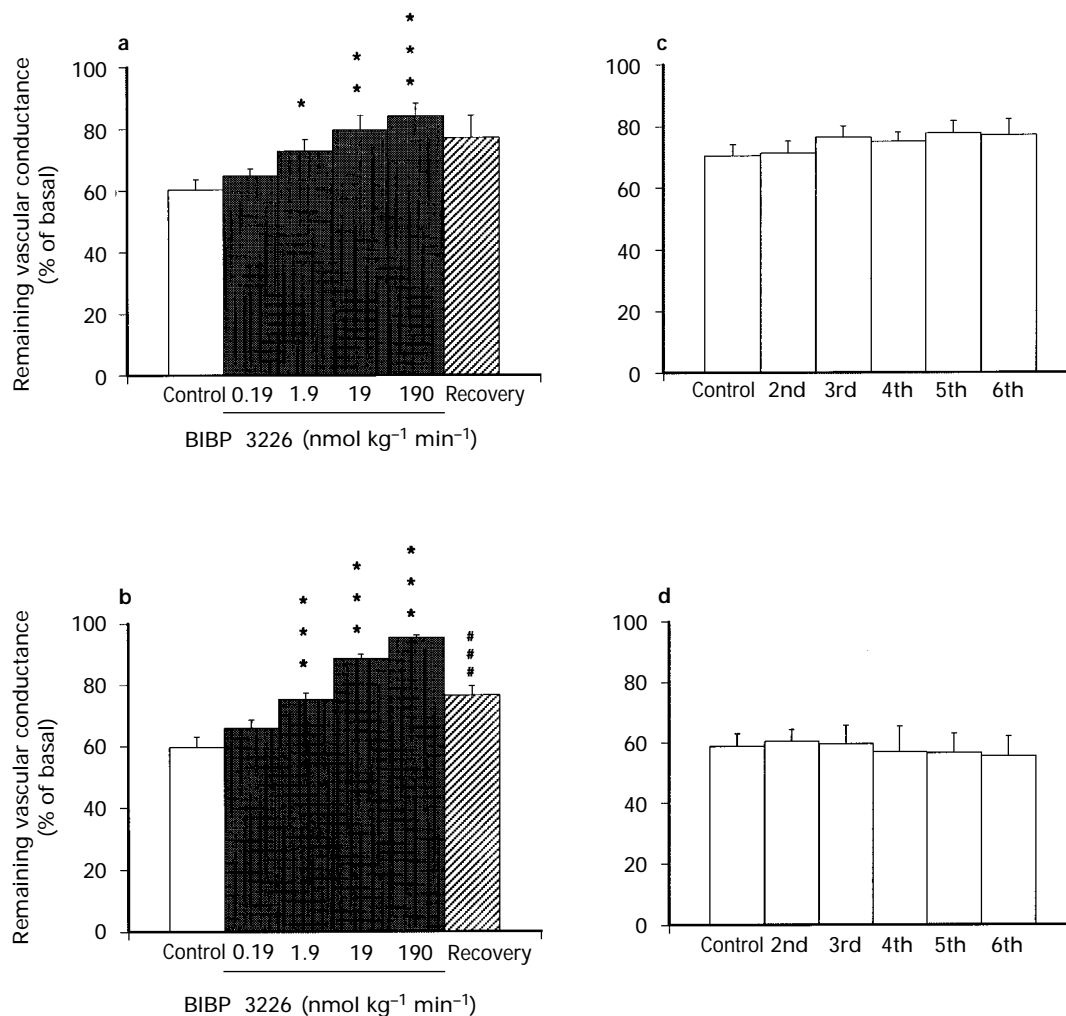 a
Remaining vascular conductance
(% of basal)
100
80
60
40
20
0
*
* *
* * *
Control 0.19 1.9 19 190 Recovery
BIBP 3226 (nmol kg⁻¹ min⁻¹)
c
100
80
60
40
20
0
Control 2nd 3rd 4th 5th 6th
b
Remaining vascular conductance
(% of basal)
100
80
60
40
20
0
* * *
* * *
* * *
# # #
Control 0.19 1.9 19 190 Recovery
BIBP 3226 (nmol kg⁻¹ min⁻¹)
d
100
80
60
40
20
0
Control 2nd 3rd 4th 5th 6th